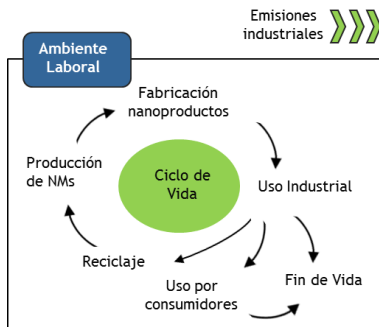 Emisiones
industriales
Ambiente
Laboral
Fabricación
nanoproductos
Producción
de NMs
Ciclo de
Vida
Uso Industrial
Reciclaje
Uso por
consumidores
Fin de Vida